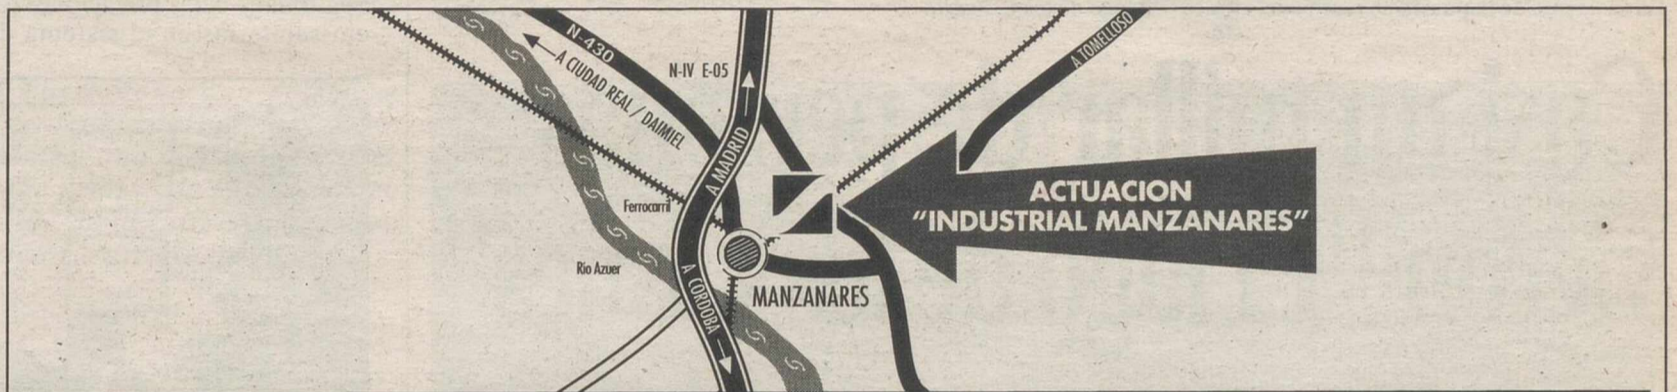 N-430
A CIUDAD REAL / DAIMIEL
N-IV E-05
A MADRID
A TOMELLOSO
ACTUACION
"INDUSTRIAL MANZANARES"
Ferrocarril
Rio Azuer
A CORDOBA
MANZANARES